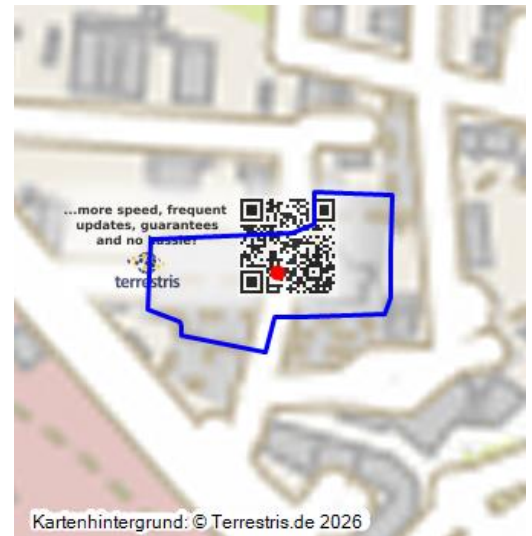 ...more speed, frequent
updates, guarantees
and no hassle!
terrestris
Kartenhintergrund: © Terrestris.de 2026